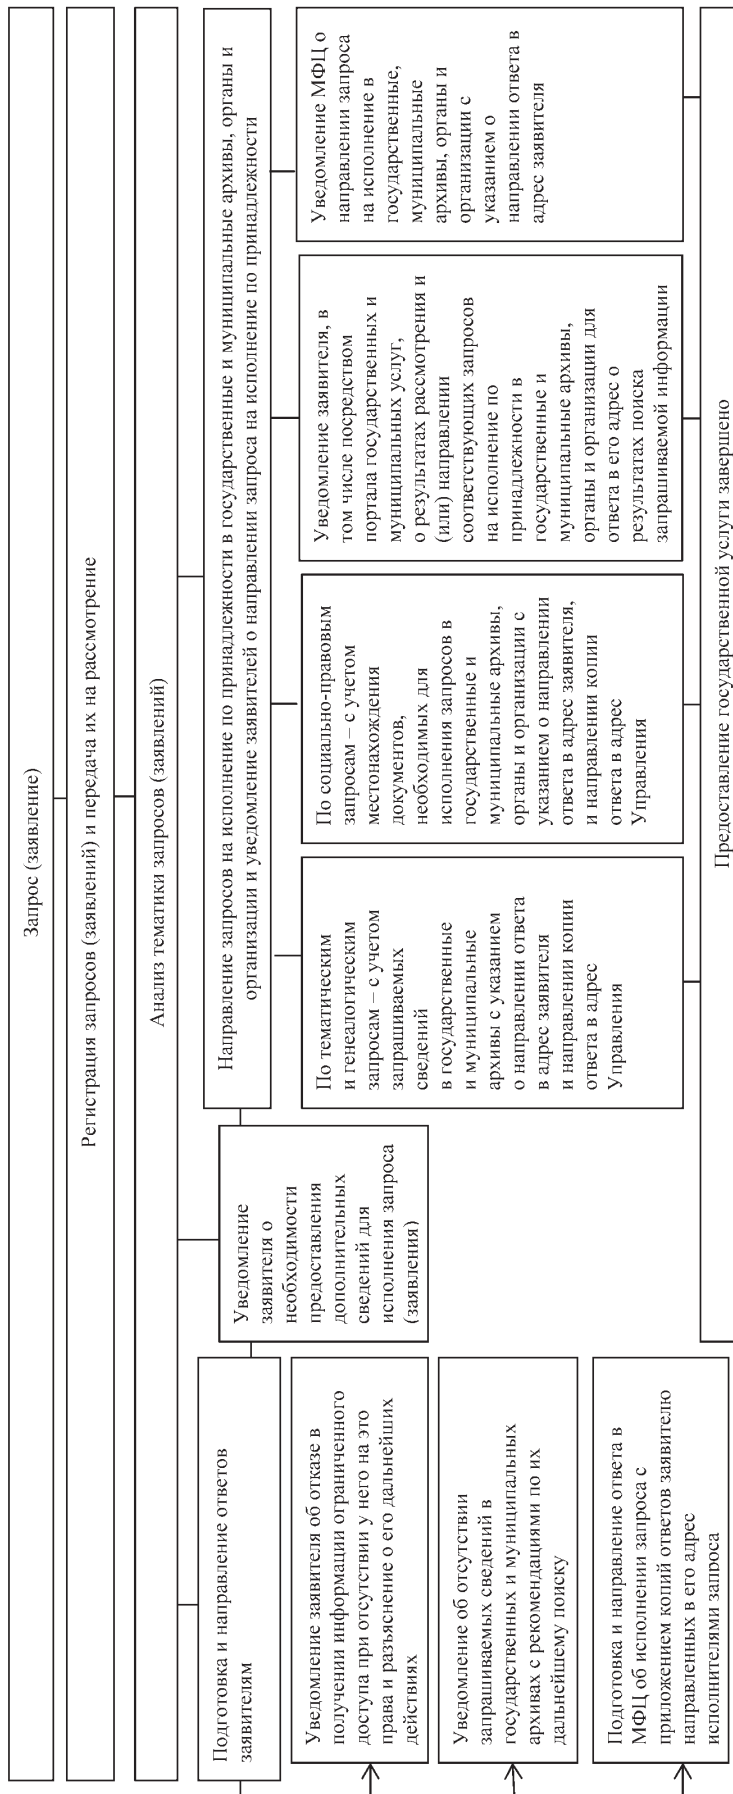 Запрос (заявление)
Регистрация запросов (заявлений) и передача их на рассмотрение
Анализ тематики запросов (заявлений)
Подготовка и направление ответов
заявителям
Уведомление
заявителя о
необходимости
предоставления
дополнительных
сведений для
исполнения запроса
(заявления)
Направление запросов на исполнение по принадлежности в государственные и муниципальные архивы, органы и
организации и уведомление заявителей о направлении запроса на исполнение по принадлежности
Уведомление заявителя об отказе в
получении информации ограниченного
доступа при отсутствии у него на это
права и разъяснение о его дальнейших
действиях
Уведомление об отсутствии
запрашиваемых сведений в
государственных и муниципальных
архивах с рекомендациями по их
дальнейшему поиску
Подготовка и направление ответа в
МФЦ об исполнении запроса с
приложением копий ответов заявителю
направленных в его адрес
исполнителями запроса
По тематическим
и генеалогическим
запросам – с учетом
запрашиваемых
сведений
в государственные
и муниципальные
архивы с указанием
о направлении ответа
в адрес заявителя
и направлении копии
ответа в адрес
Управления
По социально-правовым
запросам – с учетом
местонахождения
документов,
необходимых для
исполнения запросов в
государственные и
муниципальные архивы,
органы и организации с
указанием о направлении
ответа в адрес заявителя,
и направлении копии
ответа в адрес
Управления
Уведомление заявителя, в
том числе посредством
портала государственных и
муниципальных услуг,
о результатах рассмотрения и
(или) направлении
соответствующих запросов
на исполнение по
принадлежности в
государственные и
муниципальные архивы,
органы и организации для
ответа в его адрес о
результатах поиска
запрашиваемой информации
Уведомление МФЦ о
направлении запроса
на исполнение в
государственные,
муниципальные
архивы, органы и
организации с
указанием о
направлении ответа в
адрес заявителя
Предоставление государственной услуги завершено